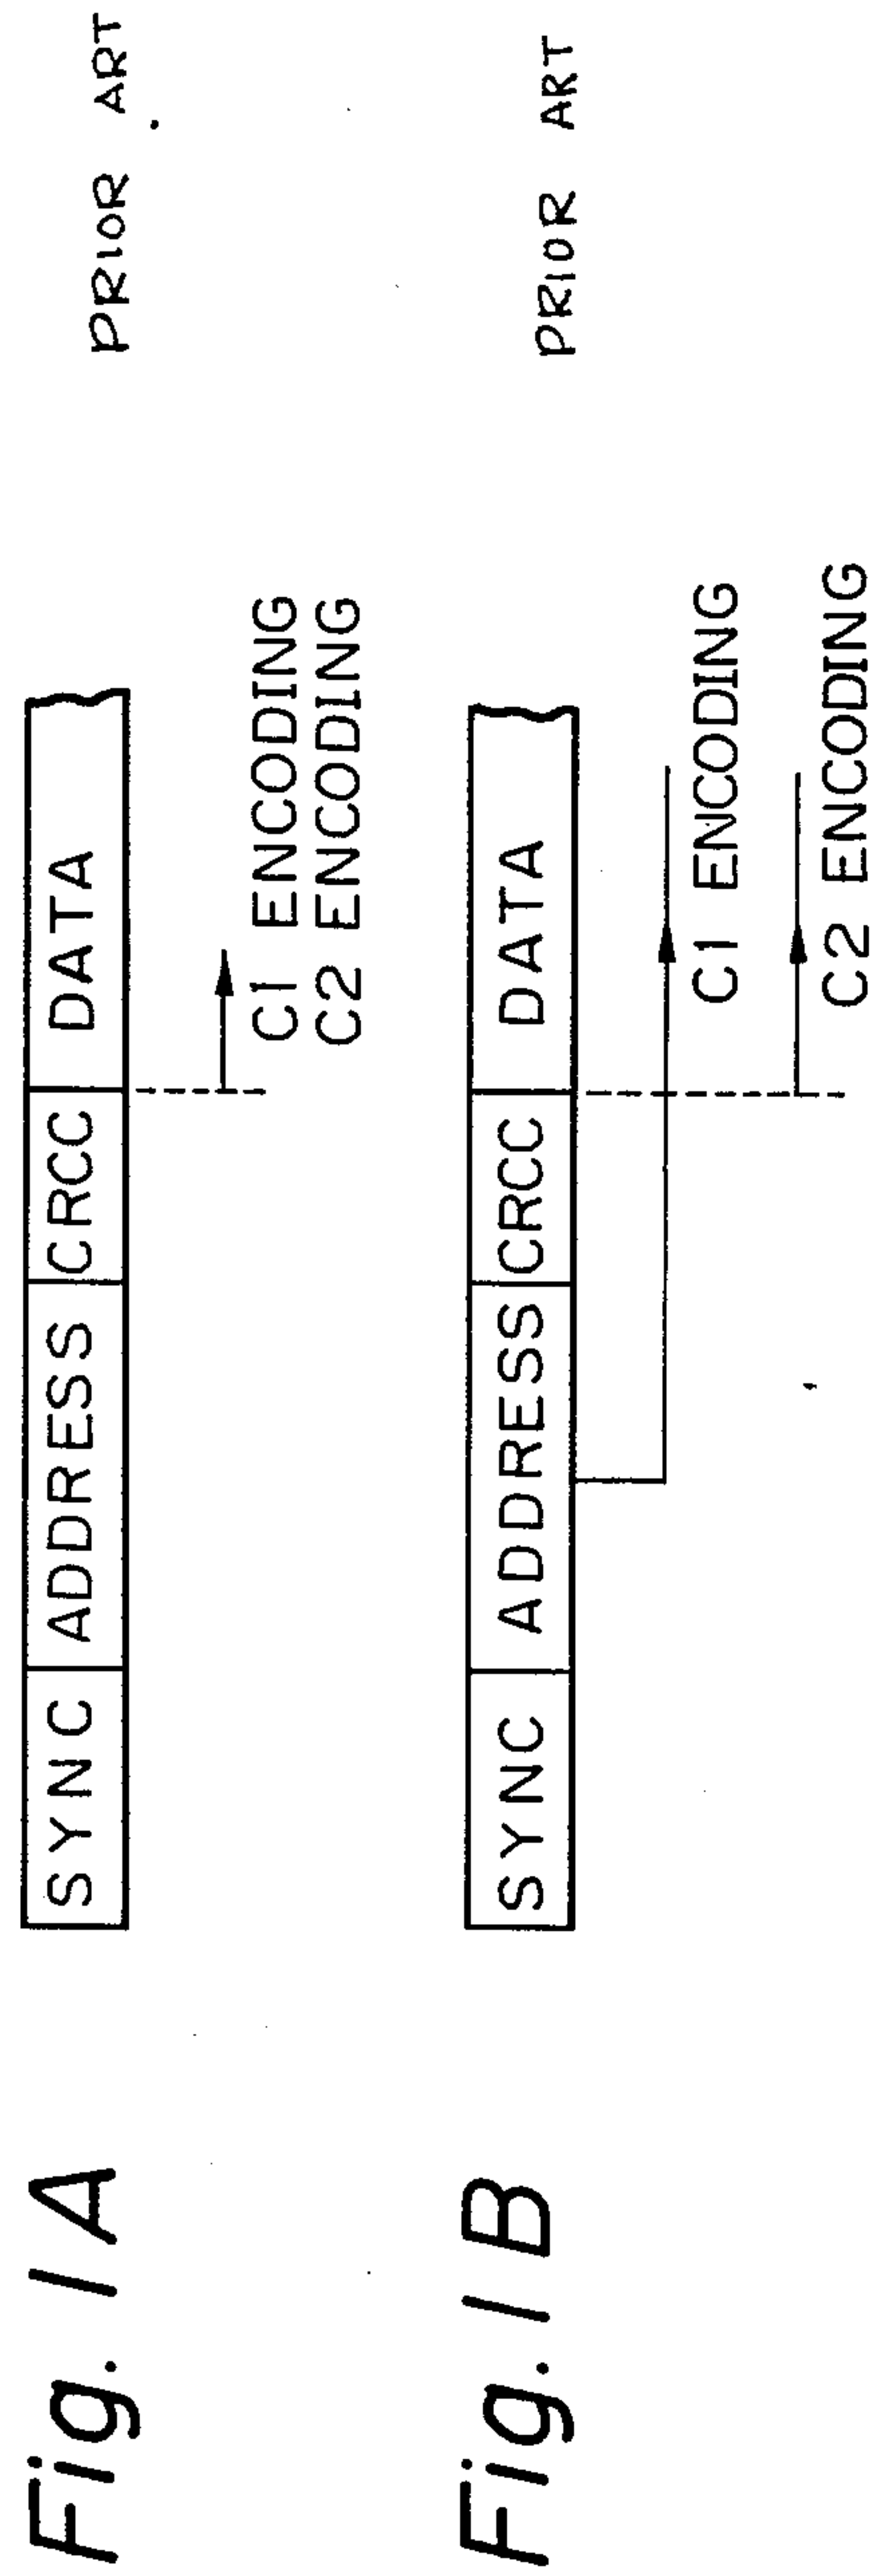 Fig. 1A
SYNC ADDRESS CRCC DATA
PRIOR ART
C1 ENCODING
C2 ENCODING
Fig. 1B
SYNC ADDRESS CRCC DATA
PRIOR ART
C1 ENCODING
C2 ENCODING